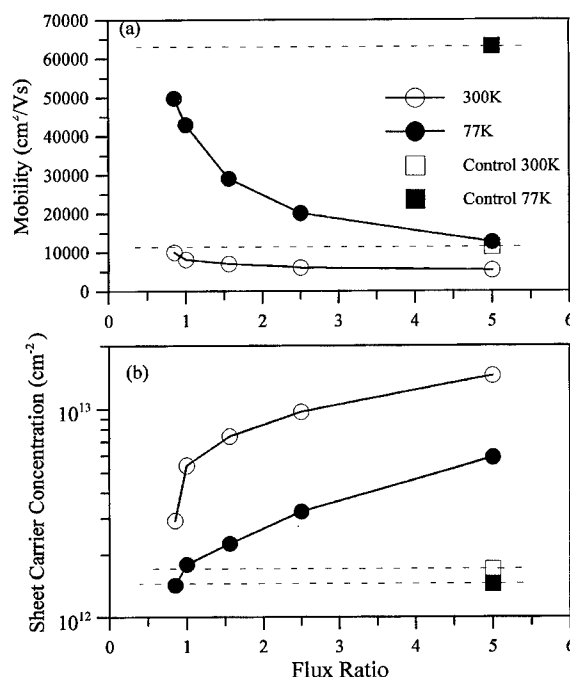 (a)
70000
60000
50000
40000
30000
20000
10000
0
Mobility (cm²/Vs)
300K
77K
Control 300K
Control 77K
0 1 2 3 4 5 6
(b)
10¹³
10¹²
Sheet Carrier Concentration (cm⁻²)
0 1 2 3 4 5 6
Flux Ratio